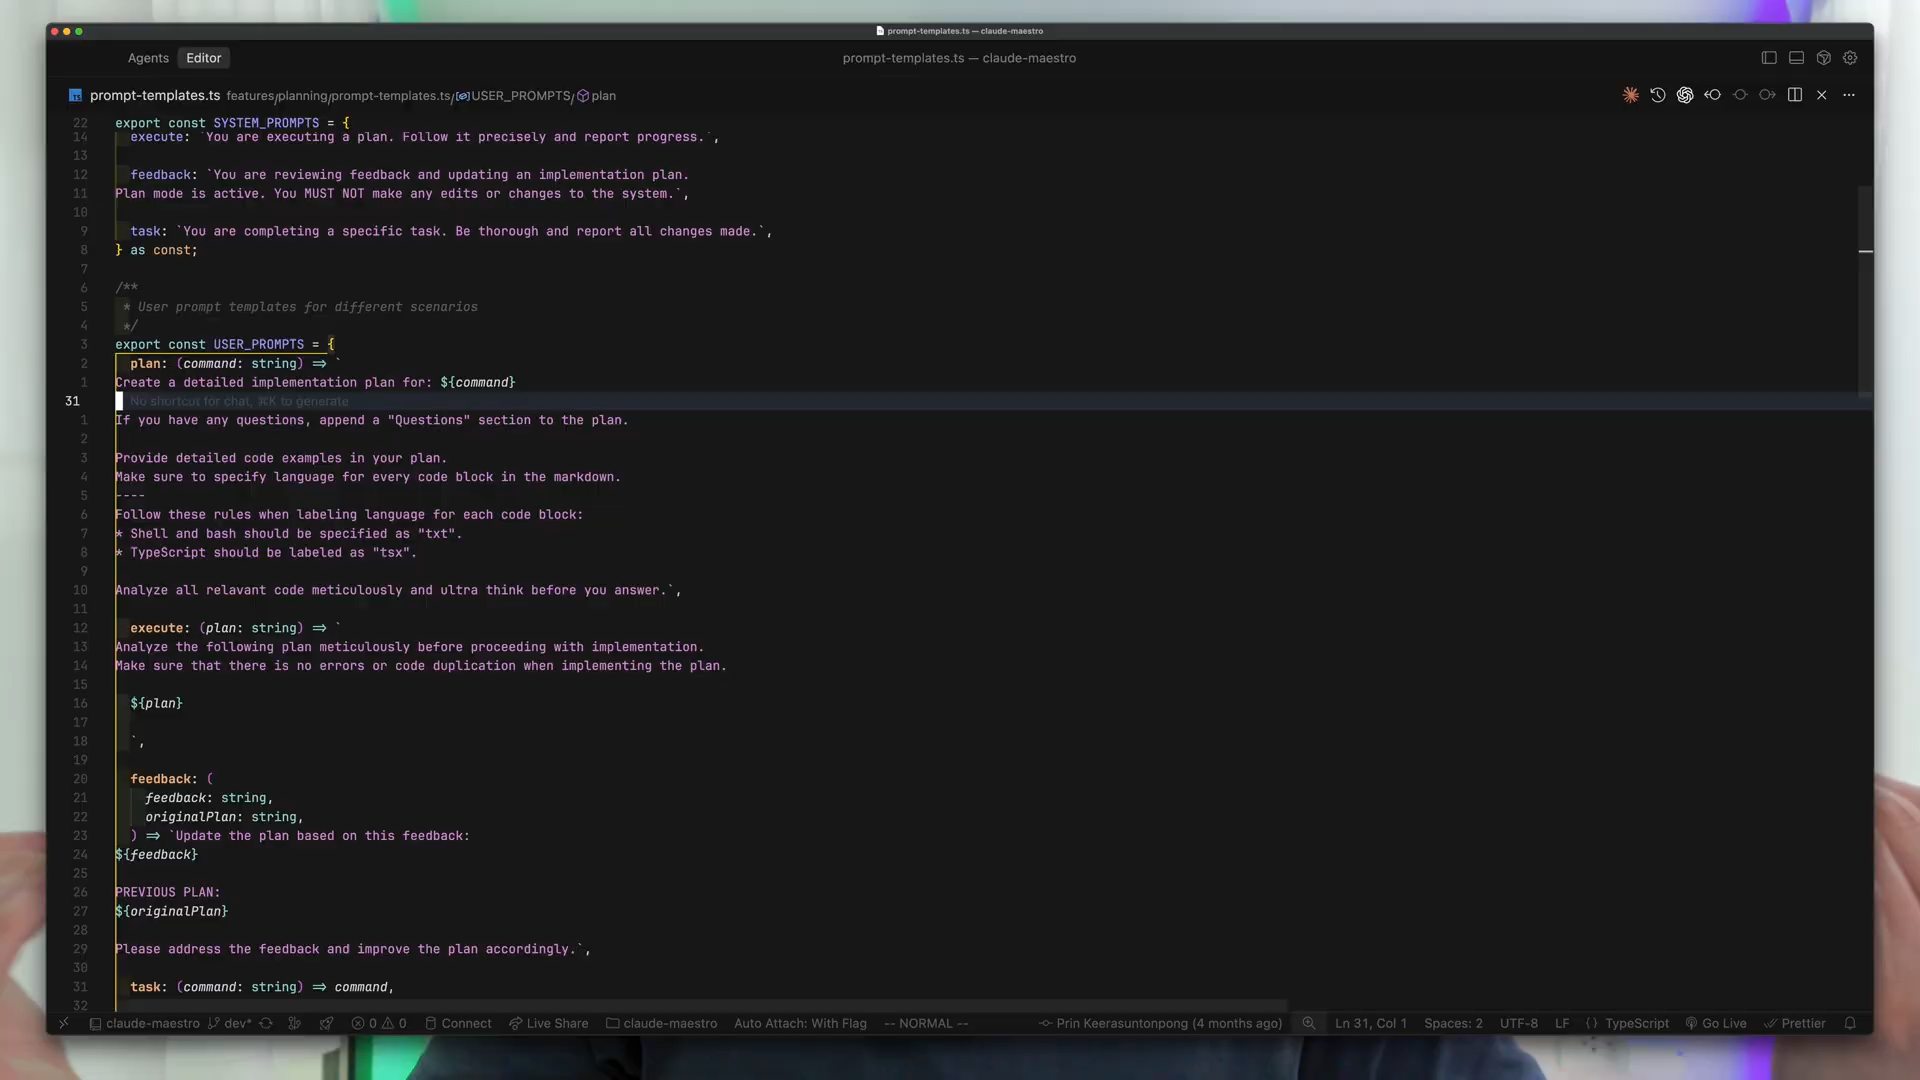 prompt-templates.ts — claude-maestro
Agents Editor prompt-templates.ts — claude-maestro
TS prompt-templates.ts features/planning/prompt-templates.ts/USER_PROMPTS/plan
22 export const SYSTEM_PROMPTS = {
14 execute: `You are executing a plan. Follow it precisely and report progress.`,
13
12 feedback: `You are reviewing feedback and updating an implementation plan.
11 Plan mode is active. You MUST NOT make any edits or changes to the system.`,
10
9 task: `You are completing a specific task. Be thorough and report all changes made.`,
8 } as const;
7
6 /**
5 * User prompt templates for different scenarios
4 */
3 export const USER_PROMPTS = {
2 plan: (command: string) => `
1 Create a detailed implementation plan for: ${command}
31 No shortcut for chat, ⌘K to generate
1 If you have any questions, append a "Questions" section to the plan.
2
3 Provide detailed code examples in your plan.
4 Make sure to specify language for every code block in the markdown.
5 ----
6 Follow these rules when labeling language for each code block:
7 * Shell and bash should be specified as "txt".
8 * TypeScript should be labeled as "tsx".
9
10 Analyze all relavant code meticulously and ultra think before you answer.`,
11
12 execute: (plan: string) => `
13 Analyze the following plan meticulously before proceeding with implementation.
14 Make sure that there is no errors or code duplication when implementing the plan.
15
16 ${plan}
17
18 `,
19
20 feedback: (
21 feedback: string,
22 originalPlan: string,
23 ) => `Update the plan based on this feedback:
24 ${feedback}
25
26 PREVIOUS PLAN:
27 ${originalPlan}
28
29 Please address the feedback and improve the plan accordingly.`,
30
31 task: (command: string) => command,
32
claude-maestro dev* 0 0 Connect Live Share claude-maestro Auto Attach: With Flag -- NORMAL -- Prin Keerasuntonpong (4 months ago) Ln 31, Col 1 Spaces: 2 UTF-8 LF {} TypeScript Go Live Prettier